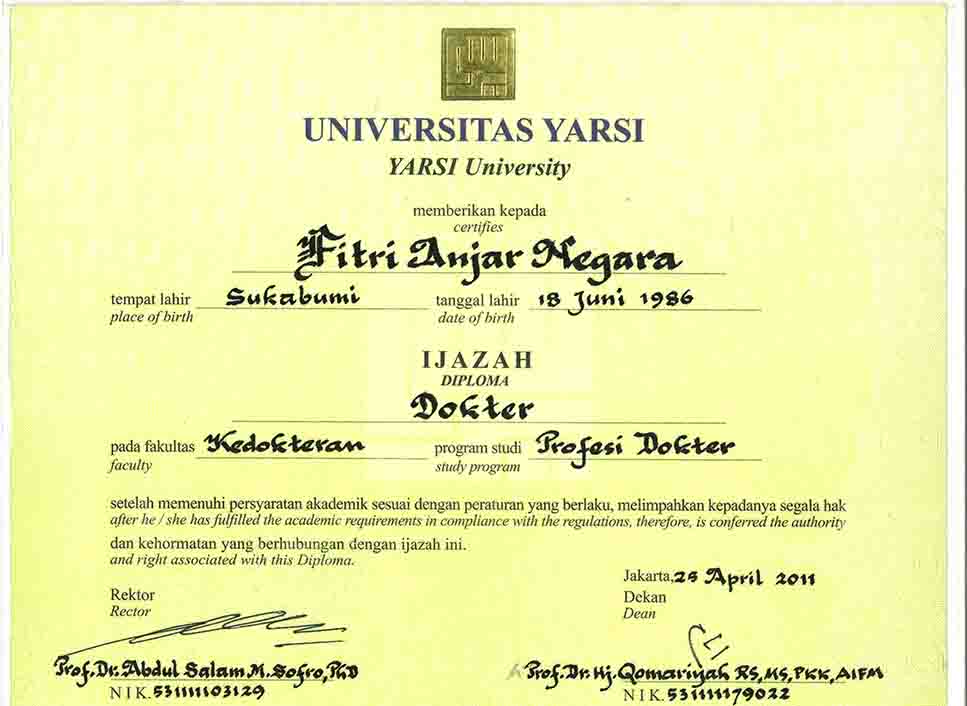 UNIVERSITAS YARSI
YARSI University
memberikan kepada
certifies
Fitri Anjar Negara
tempat lahir Sukabumi tanggal lahir 18 Juni 1986
place of birth date of birth
IJAZAH
DIPLOMA
Dokter
pada fakultas Kedokteran program studi Profesi Dokter
faculty study program
setelah memenuhi persyaratan akademik sesuai dengan peraturan yang berlaku, melimpahkan kepadanya segala hak
after he / she has fulfilled the academic requirements in compliance with the regulations, therefore, is conferred the authority
dan kehormatan yang berhubungan dengan ijazah ini.
and right associated with this Diploma.
Jakarta, 25 April 2011
Rektor Dekan
Rector Dean
Prof. Dr. Abdul Salam M. Sofro, PhD Prof. Dr. Hj. Qomariyah RS, MS, PKK, AIFM
N I K. 531111103129 N I K. 531111179022